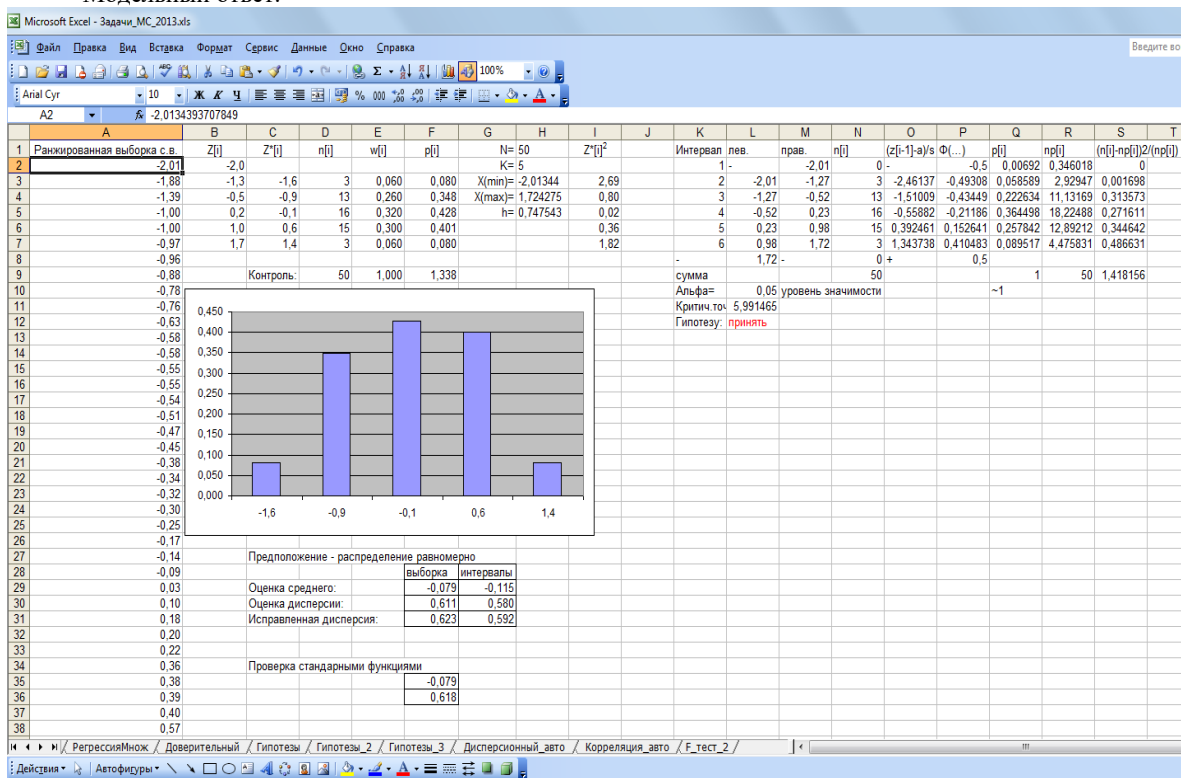 Модельный ответ:
Microsoft Excel - Задачи_МС_2013.xls
Файл Правка Вид Вставка Формат Сервис Данные Окно Справка Введите во
100%
Arial Cyr 10 Ж К Ч
A2 fx -2,0134393707849
A B C D E F G H I J K L M N O P Q R S T
1 Ранжированная выборка с.в. Z[i] Z*[i] n[i] w[i] p[i] N= 50 Z*[i]^2 Интервал лев. прав. n[i] (z[i-1]-a)/s Ф(...) p[i] np[i] (n[i]-np[i])2/(np[i])
2 -2,01 -2,0 K= 5 1 - -2,01 0 - -0,5 0,00692 0,346018 0
3 -1,88 -1,3 -1,6 3 0,060 0,080 X(min)= -2,01344 2,69 2 -2,01 -1,27 3 -2,46137 -0,49308 0,058589 2,92947 0,001698
4 -1,39 -0,5 -0,9 13 0,260 0,348 X(max)= 1,724275 0,80 3 -1,27 -0,52 13 -1,51009 -0,43449 0,222634 11,13169 0,313573
5 -1,00 0,2 -0,1 16 0,320 0,428 h= 0,747543 0,02 4 -0,52 0,23 16 -0,55882 -0,21186 0,364498 18,22488 0,271611
6 -1,00 1,0 0,6 15 0,300 0,401 0,36 5 0,23 0,98 15 0,392461 0,152641 0,257842 12,89212 0,344642
7 -0,97 1,7 1,4 3 0,060 0,080 1,82 6 0,98 1,72 3 1,343738 0,410483 0,089517 4,475831 0,486631
8 -0,96 - 1,72 - 0 + 0,5
9 -0,88 Контроль: 50 1,000 1,338 сумма 50 1 50 1,418156
10 -0,78 Альфа= 0,05 уровень значимости ~1
11 -0,76 Критич.точ 5,991465
12 -0,63 Гипотезу: принять
13 -0,58
14 -0,58
15 -0,55
16 -0,55
17 -0,54
18 -0,51
19 -0,47
20 -0,45
21 -0,38
22 -0,34
23 -0,32
24 -0,30
25 -0,25
26 -0,17
0,450
0,400
0,350
0,300
0,250
0,200
0,150
0,100
0,050
0,000
-1,6 -0,9 -0,1 0,6 1,4
27 -0,14 Предположение - распределение равномерно
28 -0,09 выборка интервалы
29 0,03 Оценка среднего: -0,079 -0,115
30 0,10 Оценка дисперсии: 0,611 0,580
31 0,18 Исправленная дисперсия: 0,623 0,592
32 0,20
33 0,22
34 0,36 Проверка стандарными функциями
35 0,38 -0,079
36 0,39 0,618
37 0,40
38 0,57
РегрессияМнож / Доверительный / Гипотезы / Гипотезы_2 / Гипотезы_3 / Дисперсионный_авто / Корреляция_авто / F_тест_2
Действия Автофигуры